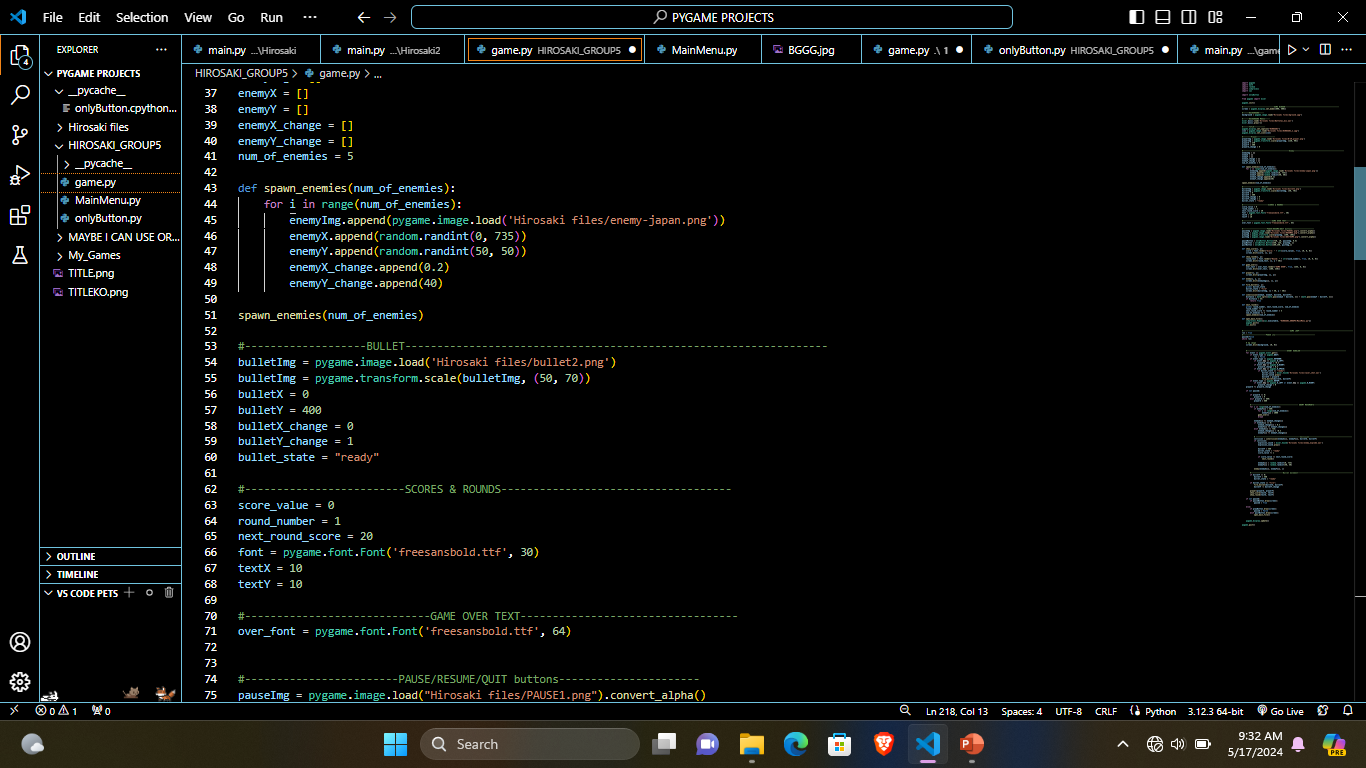 File Edit Selection View Go Run ··· PYGAME PROJECTS
EXPLORER ···
main.py ...\Hirosaki main.py ...\Hirosaki2 game.py HIROSAKI_GROUP5 MainMenu.py BGGG.jpg game.py .\ 1 onlyButton.py HIROSAKI_GROUP5 main.py ...\game
HIROSAKI_GROUP5 > game.py > ...
PYGAME PROJECTS
__pycache__
onlyButton.cpython...
Hirosaki files
HIROSAKI_GROUP5
__pycache__
game.py
MainMenu.py
onlyButton.py
MAYBE I CAN USE OR...
My_Games
TITLE.png
TITLEKO.png
OUTLINE
TIMELINE
VS CODE PETS
4
37 enemyX = []
38 enemyY = []
39 enemyX_change = []
40 enemyY_change = []
41 num_of_enemies = 5
42
43 def spawn_enemies(num_of_enemies):
44 for i in range(num_of_enemies):
45 enemyImg.append(pygame.image.load('Hirosaki files/enemy-japan.png'))
46 enemyX.append(random.randint(0, 735))
47 enemyY.append(random.randint(50, 50))
48 enemyX_change.append(0.2)
49 enemyY_change.append(40)
50
51 spawn_enemies(num_of_enemies)
52
53 #-------------------BULLET------------------------------------------------------------------
54 bulletImg = pygame.image.load('Hirosaki files/bullet2.png')
55 bulletImg = pygame.transform.scale(bulletImg, (50, 70))
56 bulletX = 0
57 bulletY = 400
58 bulletX_change = 0
59 bulletY_change = 1
60 bullet_state = "ready"
61
62 #-------------------------SCORES & ROUNDS------------------------------------
63 score_value = 0
64 round_number = 1
65 next_round_score = 20
66 font = pygame.font.Font('freesansbold.ttf', 30)
67 textX = 10
68 textY = 10
69
70 #-----------------------------GAME OVER TEXT----------------------------------
71 over_font = pygame.font.Font('freesansbold.ttf', 64)
72
73
74 #------------------------PAUSE/RESUME/QUIT buttons----------------------
75 pauseImg = pygame.image.load("Hirosaki files/PAUSE1.png").convert_alpha()
0 1 0 Ln 218, Col 13 Spaces: 4 UTF-8 CRLF Python 3.12.3 64-bit Go Live
Search
9:32 AM
5/17/2024
PRE